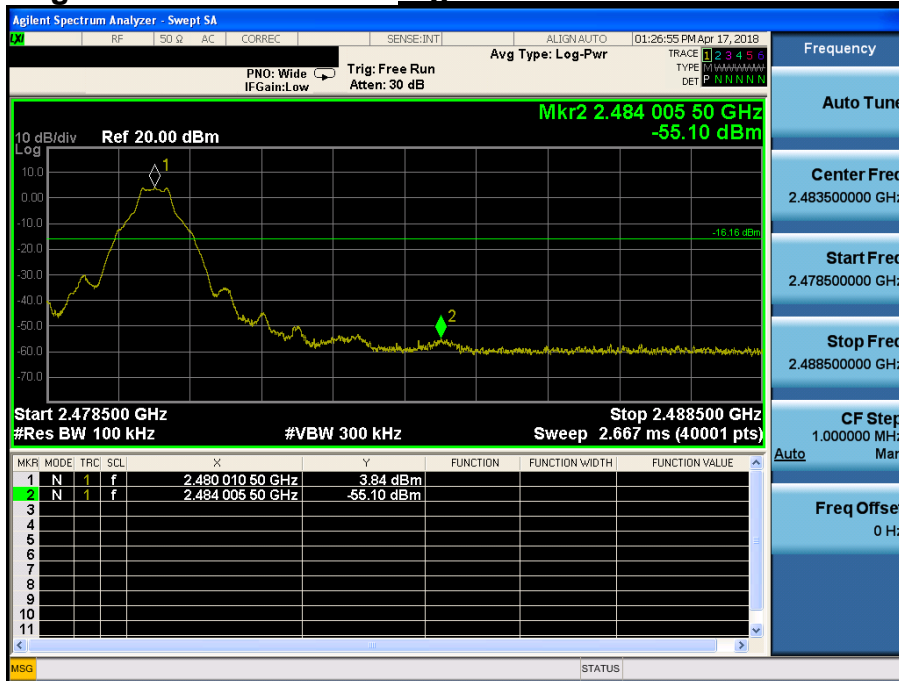 Agilent Spectrum Analyzer - Swept SA
LXI RF 50 Ω AC CORREC SENSE:INT ALIGN AUTO 01:26:55 PM Apr 17, 2018
Avg Type: Log-Pwr
TRACE 1 2 3 4 5 6
TYPE M WWWWW
DET P N N N N N
PNO: Wide
IFGain:Low
Trig: Free Run
Atten: 30 dB
Mkr2 2.484 005 50 GHz
-55.10 dBm
10 dB/div Ref 20.00 dBm
Log
10.0
0.00
-10.0
-20.0
-30.0
-40.0
-50.0
-60.0
-70.0
1
-16.16 dBm
2
Start 2.478500 GHz
Stop 2.488500 GHz
#Res BW 100 kHz
#VBW 300 kHz
Sweep 2.667 ms (40001 pts)
MKR MODE TRC SCL X Y FUNCTION FUNCTION WIDTH FUNCTION VALUE
1 N 1 f 2.480 010 50 GHz 3.84 dBm
2 N 1 f 2.484 005 50 GHz -55.10 dBm
3
4
5
6
7
8
9
10
11
MSG
STATUS
Frequency
Auto Tune
Center Freq
2.483500000 GHz
Start Freq
2.478500000 GHz
Stop Freq
2.488500000 GHz
CF Step
1.000000 MHz
Auto Man
Freq Offset
0 Hz